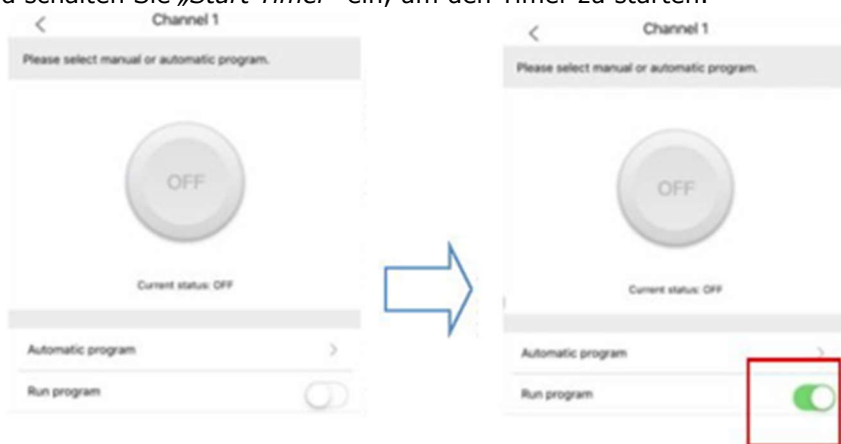 schalten Sie „Start Timer“ ein, um den Timer zu starten.
< Channel 1
Please select manual or automatic program.
OFF
Current status: OFF
Automatic program >
Run program
< Channel 1
Please select manual or automatic program.
OFF
Current status: OFF
Automatic program >
Run program